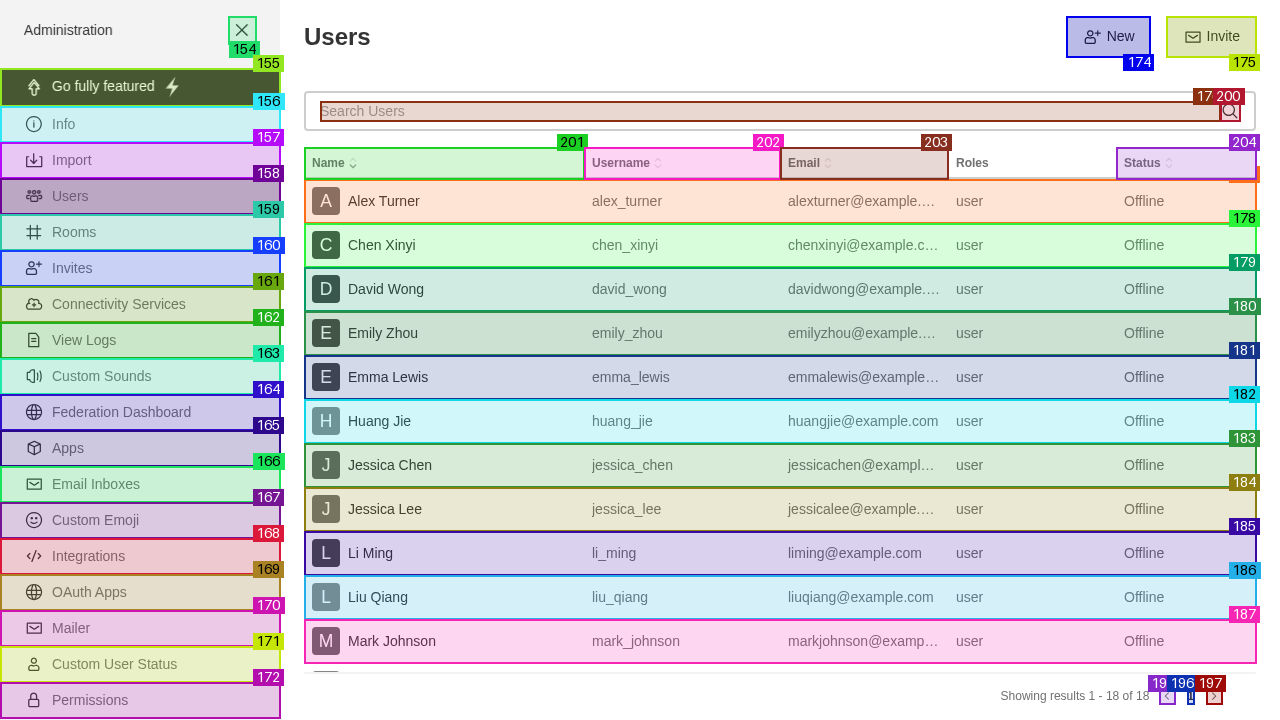 Administration
154
155
Go fully featured
156
Info
157
Import
158
Users
159
Rooms
160
Invites
161
Connectivity Services
162
View Logs
163
Custom Sounds
164
Federation Dashboard
165
Apps
166
Email Inboxes
167
Custom Emoji
168
Integrations
169
OAuth Apps
170
Mailer
171
Custom User Status
172
Permissions
Users
New
174
Invite
175
Search Users
17 200
201 202 203 204
Name Username Email Roles Status
A Alex Turner alex_turner alexturner@example.… user Offline
178
C Chen Xinyi chen_xinyi chenxinyi@example.c… user Offline
179
D David Wong david_wong davidwong@example.… user Offline
180
E Emily Zhou emily_zhou emilyzhou@example.… user Offline
181
E Emma Lewis emma_lewis emmalewis@example… user Offline
182
H Huang Jie huang_jie huangjie@example.com user Offline
183
J Jessica Chen jessica_chen jessicachen@exampl… user Offline
184
J Jessica Lee jessica_lee jessicalee@example.… user Offline
185
L Li Ming li_ming liming@example.com user Offline
186
L Liu Qiang liu_qiang liuqiang@example.com user Offline
187
M Mark Johnson mark_johnson markjohnson@examp… user Offline
19 196 197
Showing results 1 - 18 of 18 1